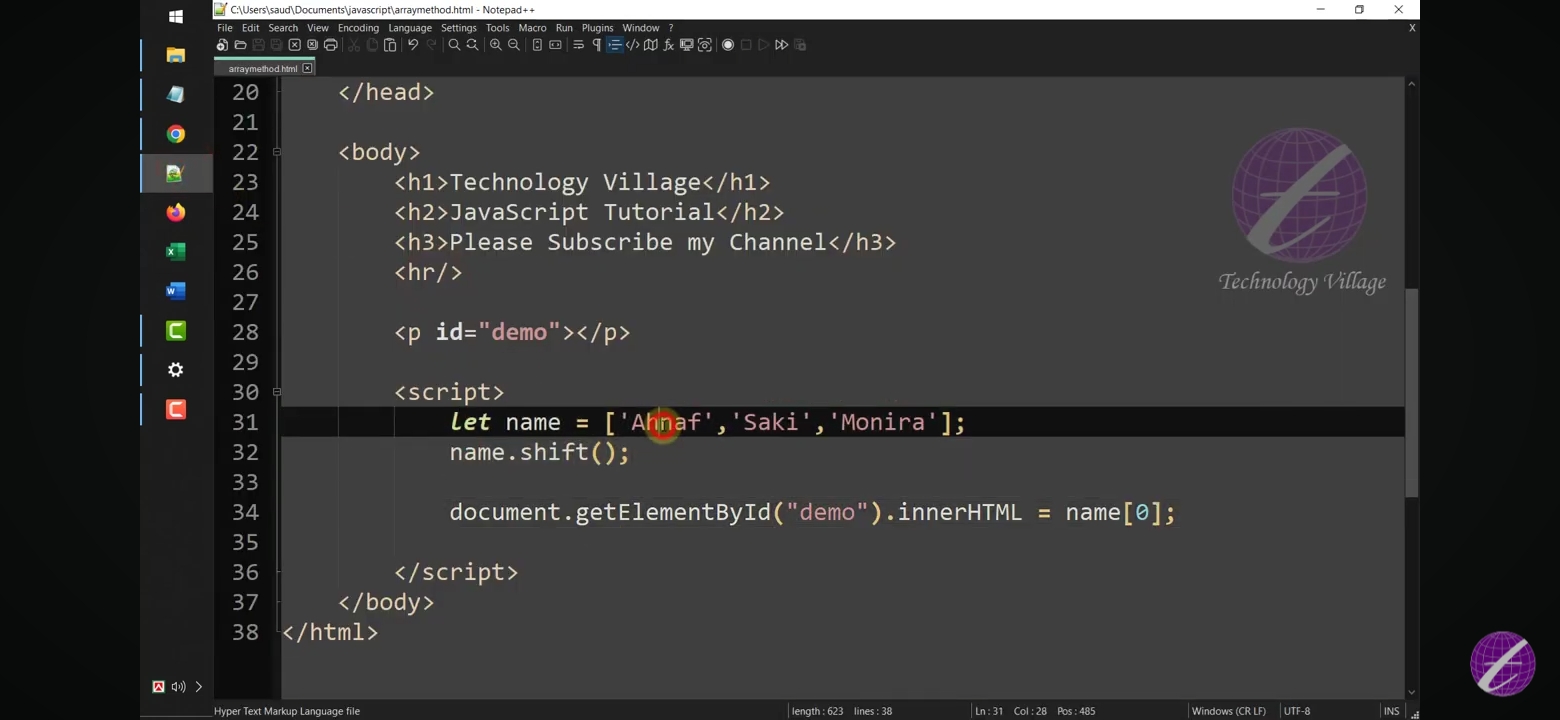 C:\Users\saud\Documents\javascript\arraymethod.html - Notepad++
File Edit Search View Encoding Language Settings Tools Macro Run Plugins Window ? X
arraymethod.html
20 </head>
21
22 <body>
23 <h1>Technology Village</h1>
24 <h2>JavaScript Tutorial</h2>
25 <h3>Please Subscribe my Channel</h3>
26 <hr/>
27
28 <p id="demo"></p>
29
30 <script>
31 let name = ['Ahnaf','Saki','Monira'];
32 name.shift();
33
34 document.getElementById("demo").innerHTML = name[0];
35
36 </script>
37 </body>
38 </html>
Technology Village
Hyper Text Markup Language file length : 623 lines : 38 Ln : 31 Col : 28 Pos : 485 Windows (CR LF) UTF-8 INS